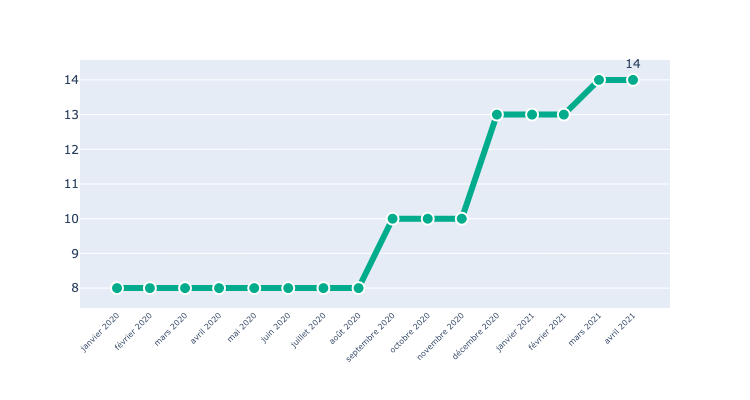 14
14
13
12
11
10
9
8
janvier 2020
février 2020
mars 2020
avril 2020
mai 2020
juin 2020
juillet 2020
août 2020
septembre 2020
octobre 2020
novembre 2020
décembre 2020
janvier 2021
février 2021
mars 2021
avril 2021